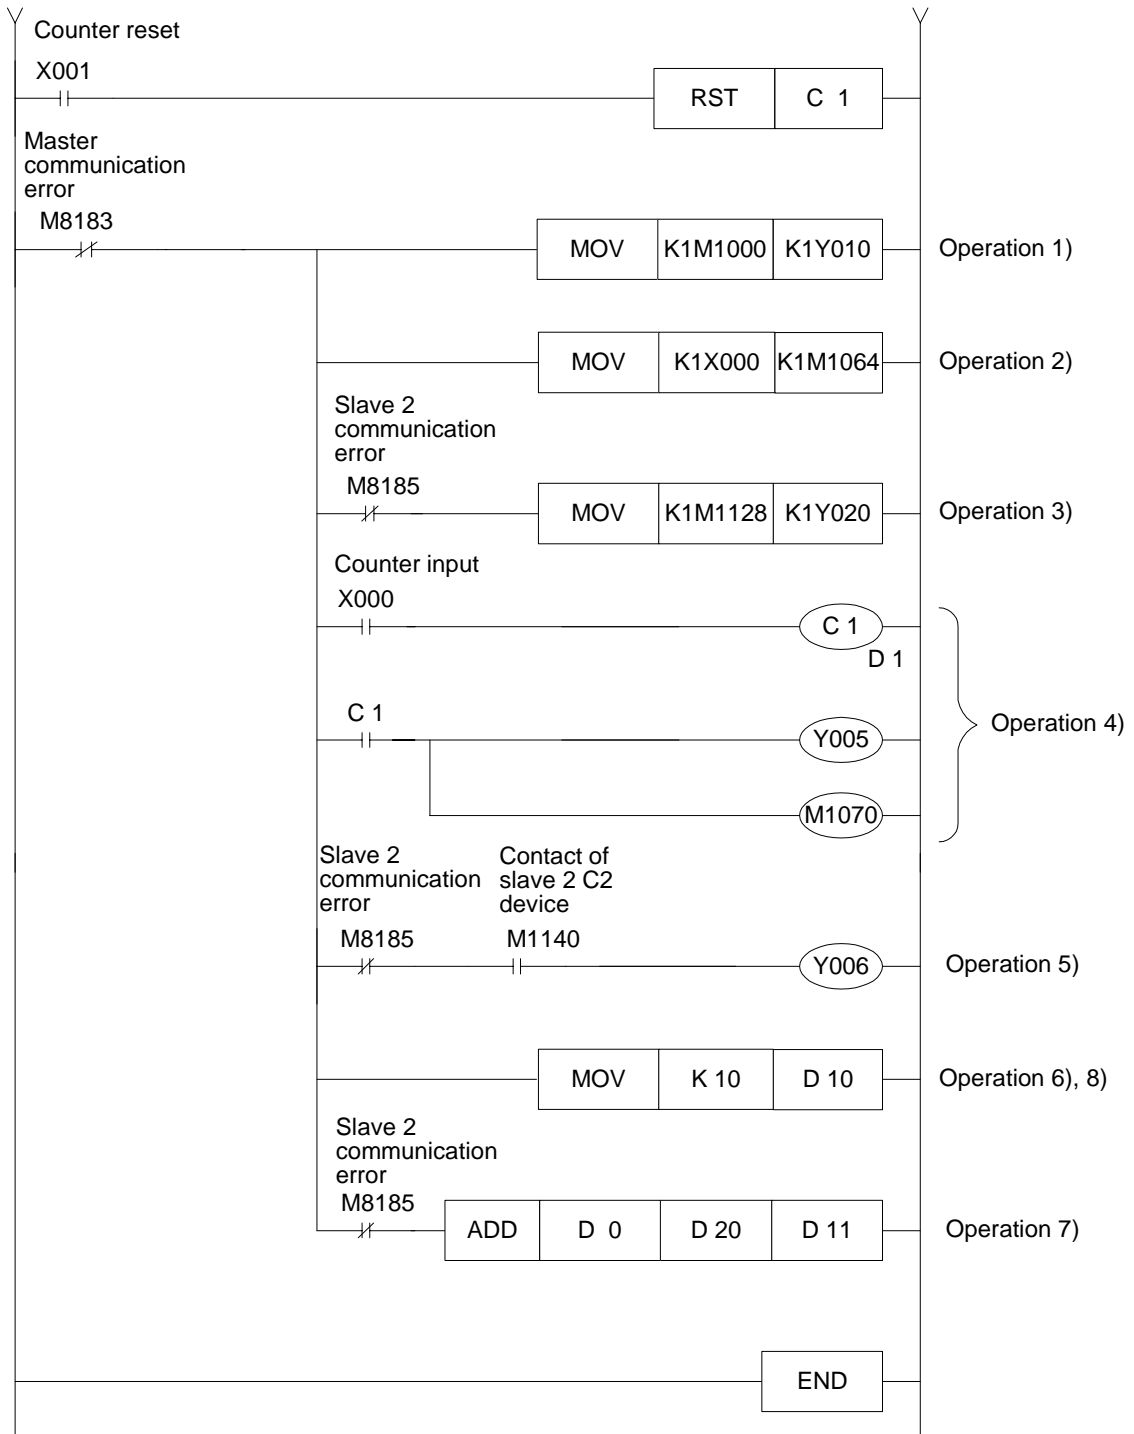 Counter reset
X001
RST C 1
Master
communication
error
M8183
MOV K1M1000 K1Y010 Operation 1)
MOV K1X000 K1M1064 Operation 2)
Slave 2
communication
error
M8185
MOV K1M1128 K1Y020 Operation 3)
Counter input
X000
C 1
D 1
C 1
Y005
Operation 4)
M1070
Slave 2
communication
error
Contact of
slave 2 C2
device
M8185 M1140
Y006 Operation 5)
MOV K 10 D 10 Operation 6), 8)
Slave 2
communication
error
M8185
ADD D 0 D 20 D 11 Operation 7)
END